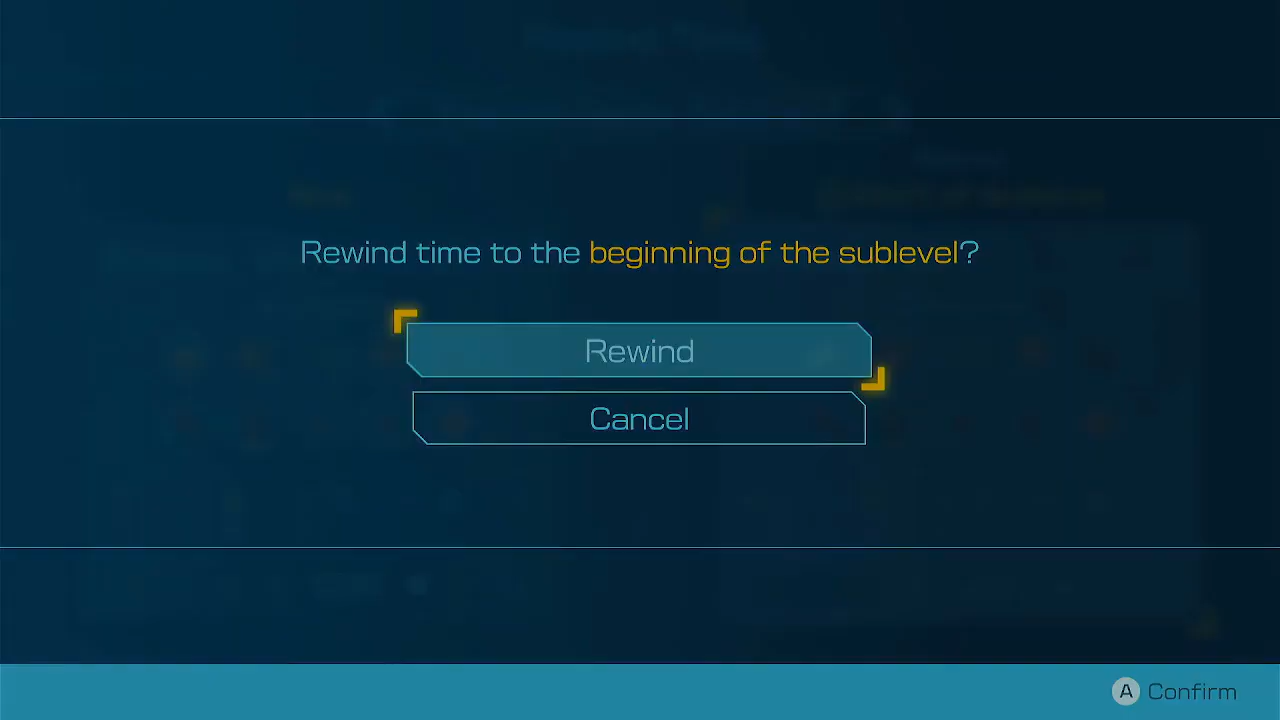 Rewind time to the beginning of the sublevel?
Rewind
Cancel
A Confirm